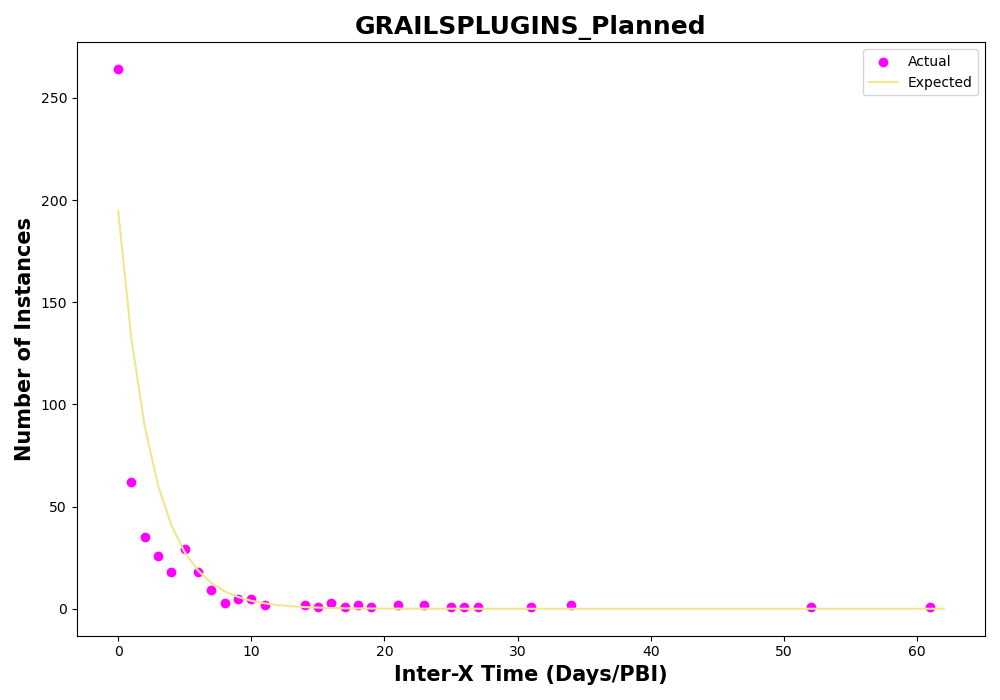 GRAILSPLUGINS_Planned
Actual
Expected
Number of Instances
250
200
150
100
50
0
0 10 20 30 40 50 60
Inter-X Time (Days/PBI)